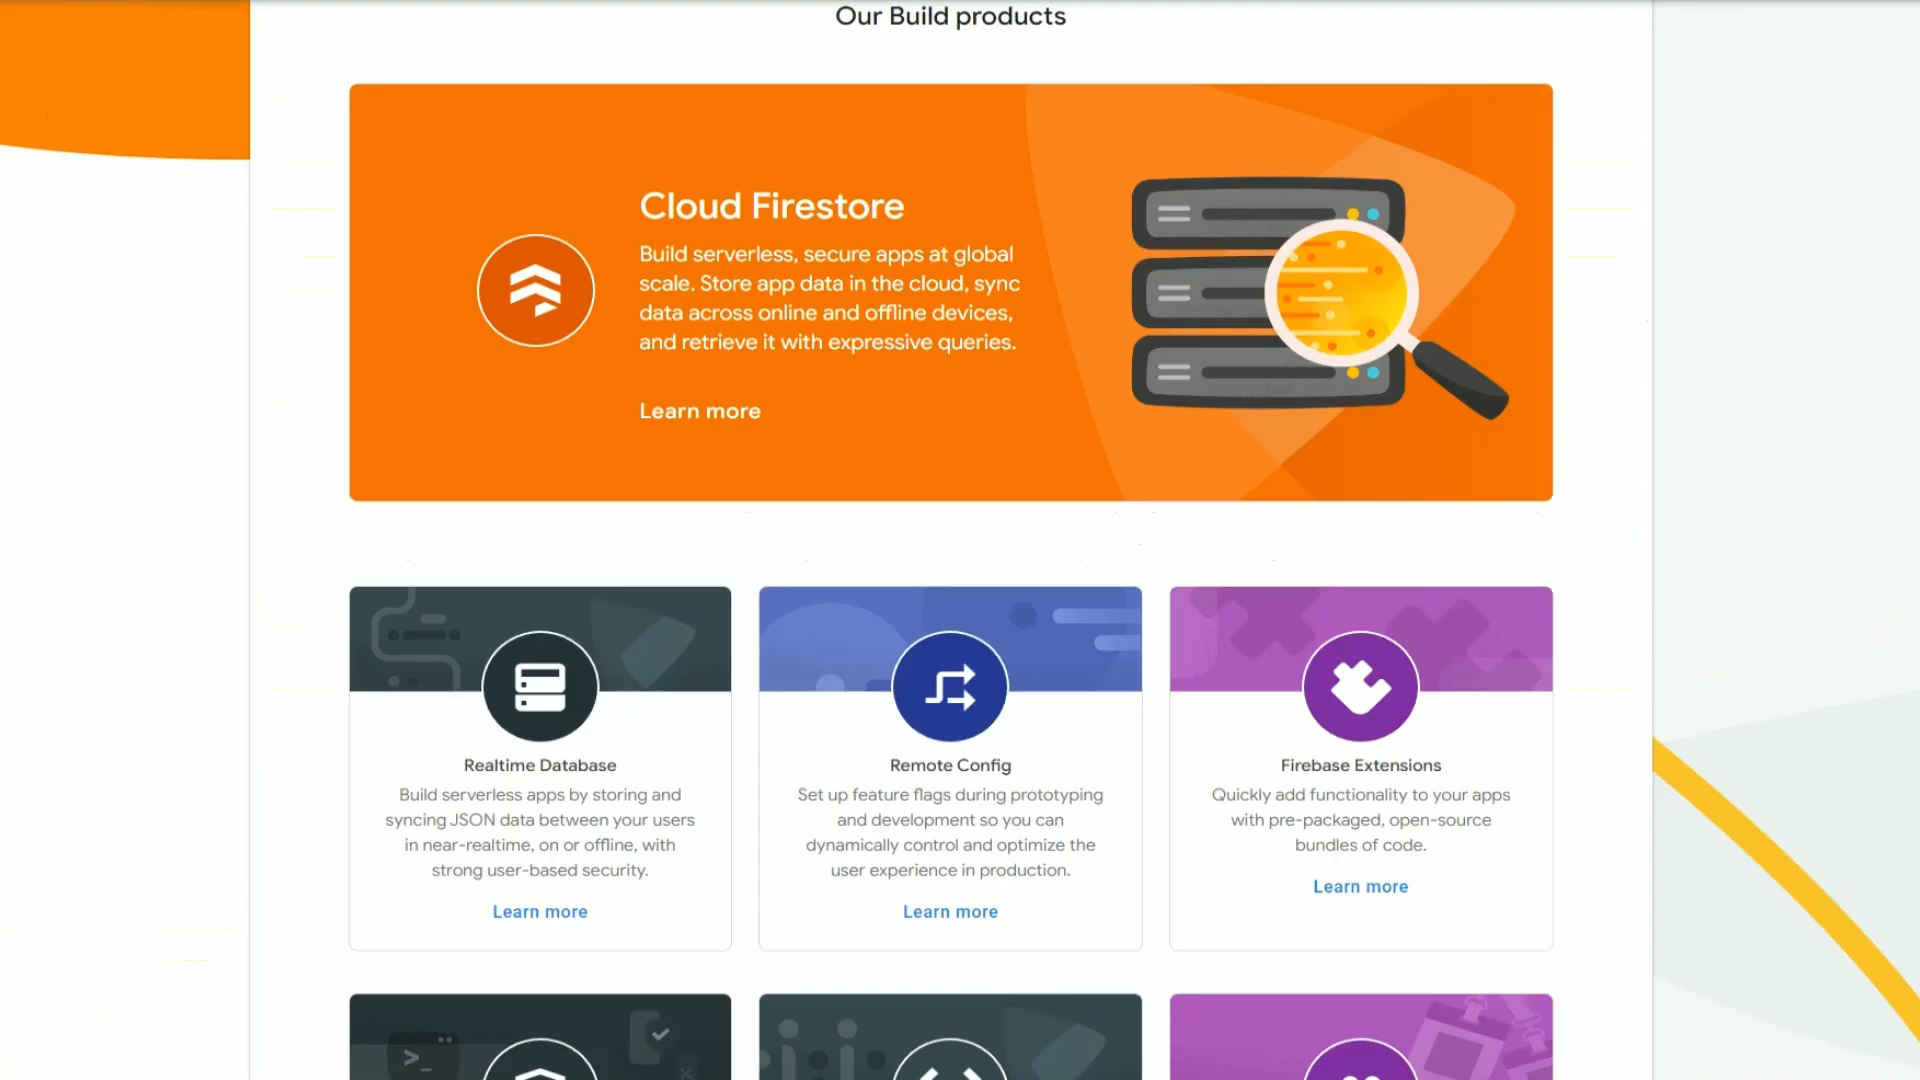 Our Build products
Cloud Firestore
Build serverless, secure apps at global
scale. Store app data in the cloud, sync
data across online and offline devices,
and retrieve it with expressive queries.
Learn more
Realtime Database
Build serverless apps by storing and
syncing JSON data between your users
in near-realtime, on or offline, with
strong user-based security.
Learn more
Remote Config
Set up feature flags during prototyping
and development so you can
dynamically control and optimize the
user experience in production.
Learn more
Firebase Extensions
Quickly add functionality to your apps
with pre-packaged, open-source
bundles of code.
Learn more